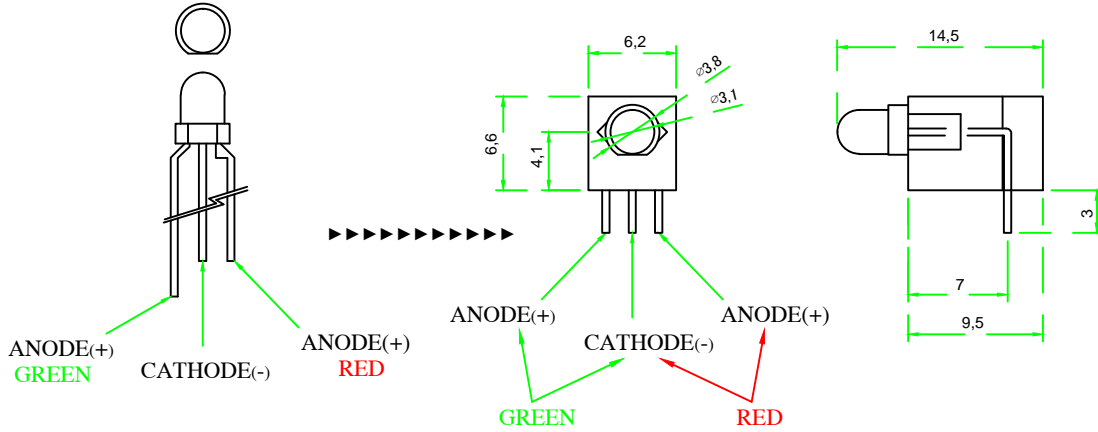 6,2
14,5
⌀3,8
⌀3,1
6,6
4,1
3
7
9,5
ANODE(+)
GREEN
CATHODE(-)
ANODE(+)
RED
ANODE(+)
CATHODE(-)
ANODE(+)
GREEN
RED